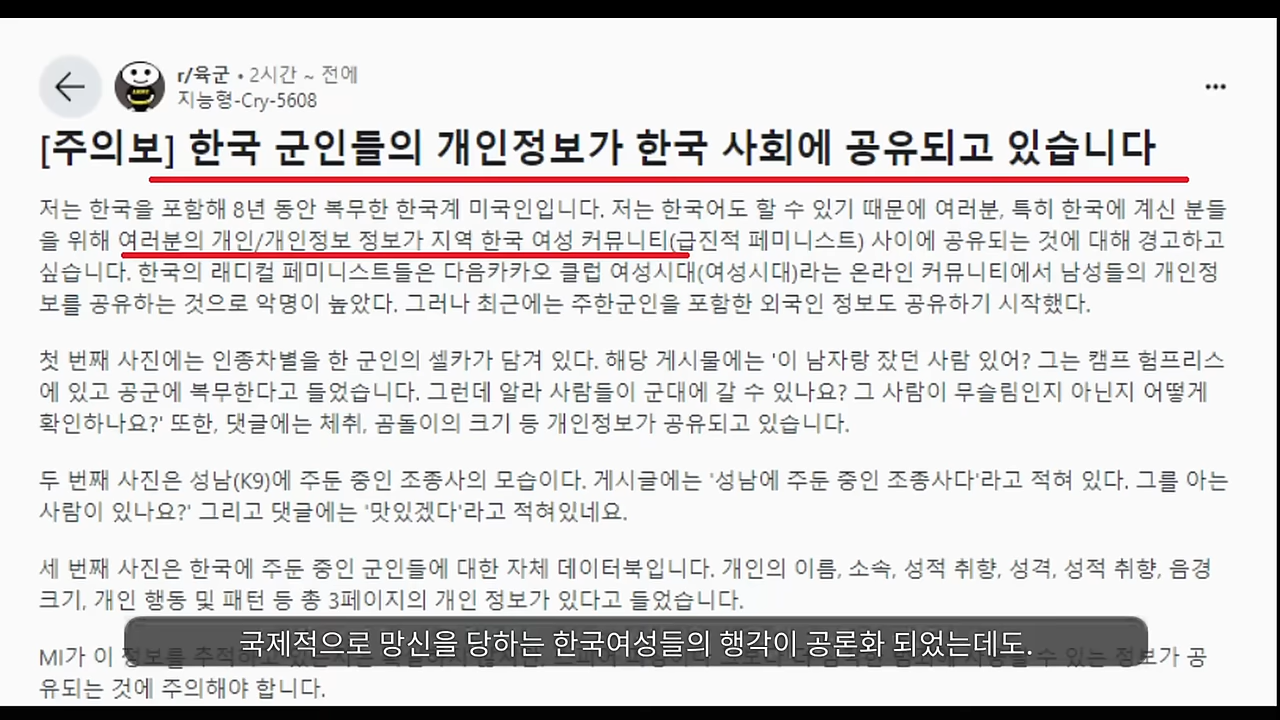 r/육군 • 2시간 ~ 전에
지능형-Cry-5608
[주의보] 한국 군인들의 개인정보가 한국 사회에 공유되고 있습니다
저는 한국을 포함해 8년 동안 복무한 한국계 미국인입니다. 저는 한국어도 할 수 있기 때문에 여러분, 특히 한국에 계신 분들
을 위해 여러분의 개인/개인정보 정보가 지역 한국 여성 커뮤니티(급진적 페미니스트) 사이에 공유되는 것에 대해 경고하고
싶습니다. 한국의 래디컬 페미니스트들은 다음카카오 클럽 여성시대(여성시대)라는 온라인 커뮤니티에서 남성들의 개인정
보를 공유하는 것으로 악명이 높았다. 그러나 최근에는 주한군인을 포함한 외국인 정보도 공유하기 시작했다.
첫 번째 사진에는 인종차별을 한 군인의 셀카가 담겨 있다. 해당 게시물에는 '이 남자랑 잤던 사람 있어? 그는 캠프 험프리스
에 있고 공군에 복무한다고 들었습니다. 그런데 알라 사람들이 군대에 갈 수 있나요? 그 사람이 무슬림인지 아닌지 어떻게
확인하나요?' 또한, 댓글에는 체취, 곰돌이의 크기 등 개인정보가 공유되고 있습니다.
두 번째 사진은 성남(K9)에 주둔 중인 조종사의 모습이다. 게시글에는 '성남에 주둔 중인 조종사다'라고 적혀 있다. 그를 아는
사람이 있나요?' 그리고 댓글에는 '맛있겠다'라고 적혀있네요.
세 번째 사진은 한국에 주둔 중인 군인들에 대한 자체 데이터북입니다. 개인의 이름, 소속, 성적 취향, 성격, 성적 취향, 음경
크기, 개인 행동 및 패턴 등 총 3페이지의 개인 정보가 있다고 들었습니다.
국제적으로 망신을 당하는 한국여성들의 행각이 공론화 되었는데도.
MI가 이 정보를 수 있는 정보가 공
유되는 것에 주의해야 합니다.